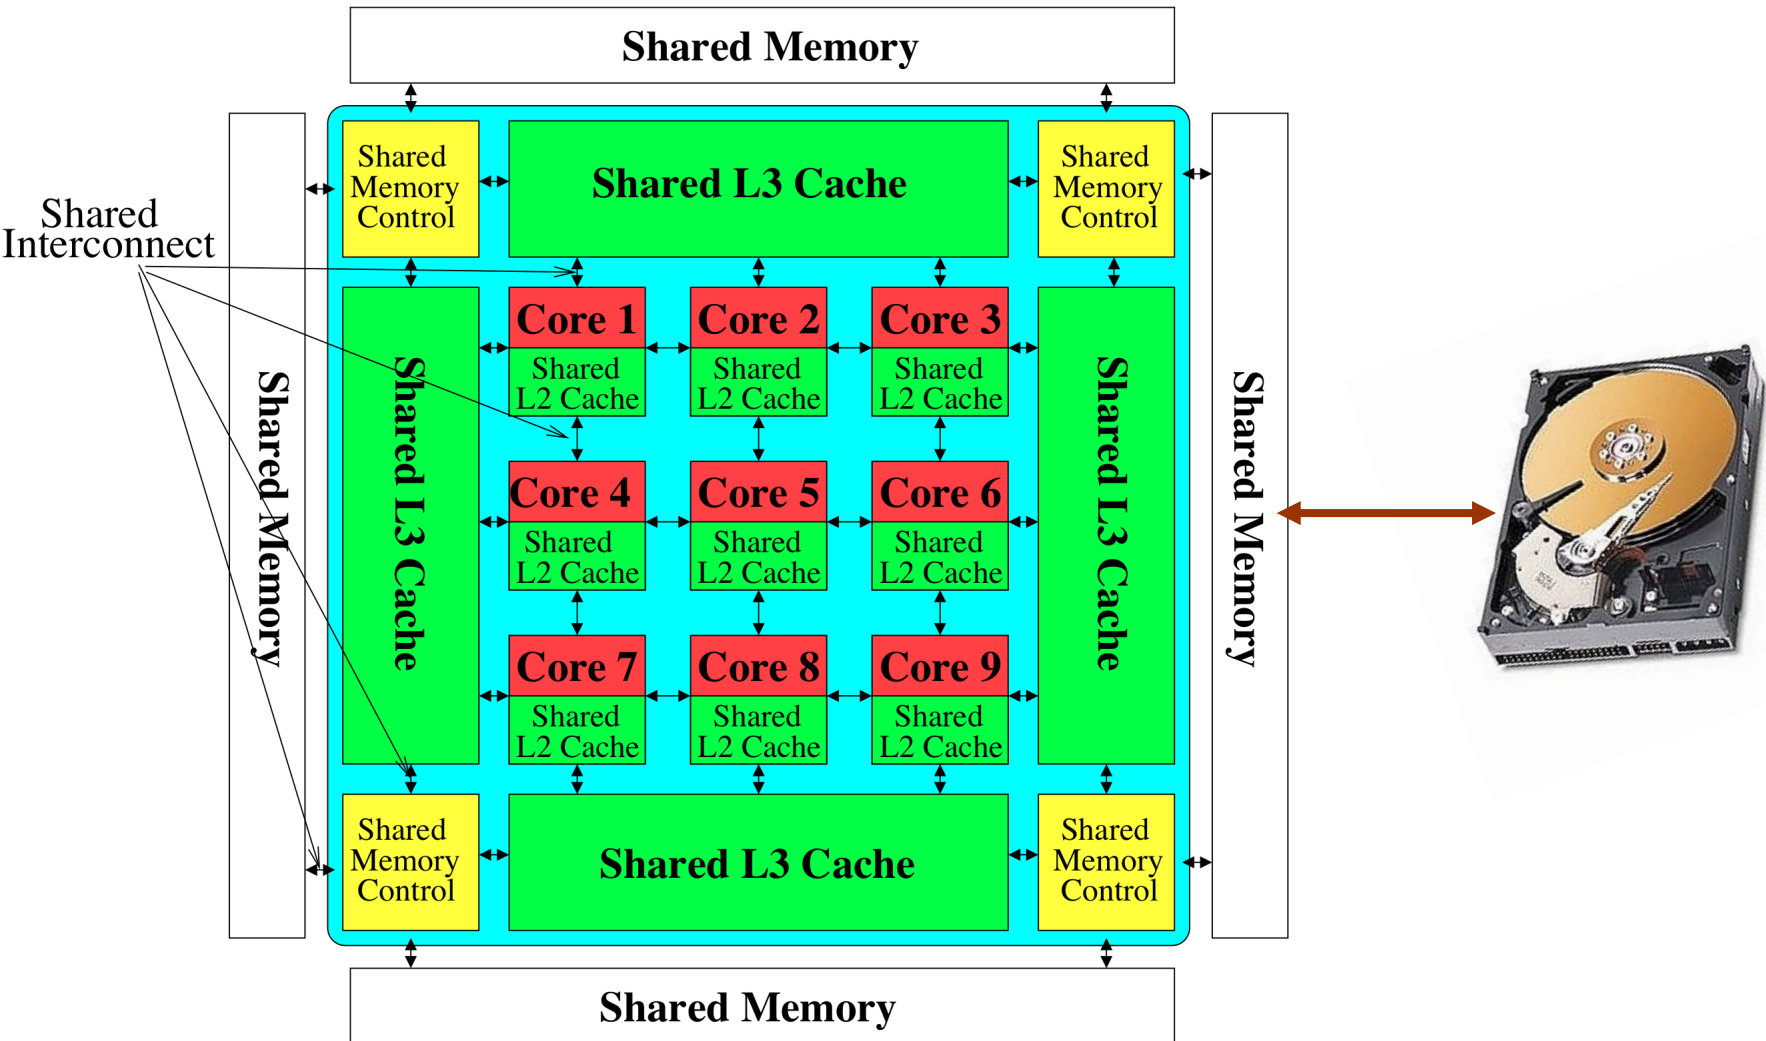 Shared Memory
Shared
Memory
Control
Shared L3 Cache
Shared
Memory
Control
Shared
Interconnect
Shared Memory
Shared L3 Cache
Core 1
Shared
L2 Cache
Core 2
Shared
L2 Cache
Core 3
Shared
L2 Cache
Core 4
Shared
L2 Cache
Core 5
Shared
L2 Cache
Core 6
Shared
L2 Cache
Core 7
Shared
L2 Cache
Core 8
Shared
L2 Cache
Core 9
Shared
L2 Cache
Shared L3 Cache
Shared Memory
Shared
Memory
Control
Shared L3 Cache
Shared
Memory
Control
Shared Memory